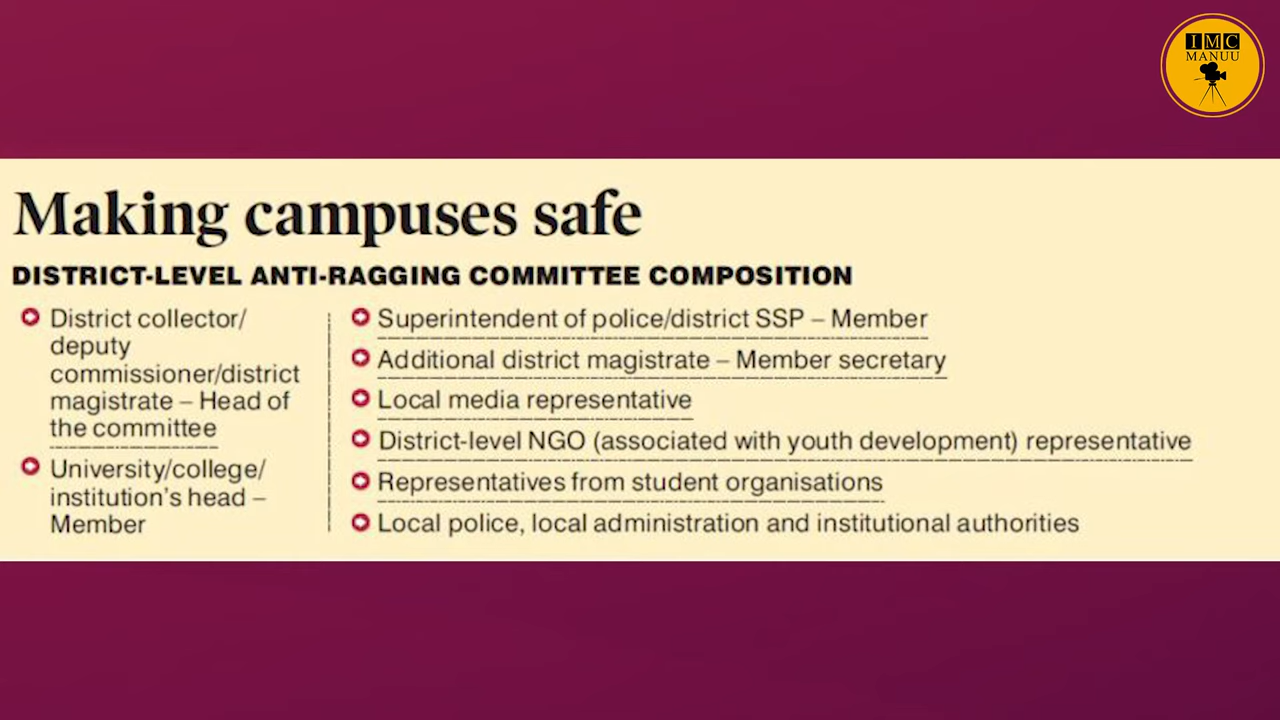 IMC
MANUU
Making campuses safe
DISTRICT-LEVEL ANTI-RAGGING COMMITTEE COMPOSITION
District collector/
deputy
commissioner/district
magistrate – Head of
the committee
University/college/
institution's head –
Member
Superintendent of police/district SSP – Member
Additional district magistrate – Member secretary
Local media representative
District-level NGO (associated with youth development) representative
Representatives from student organisations
Local police, local administration and institutional authorities